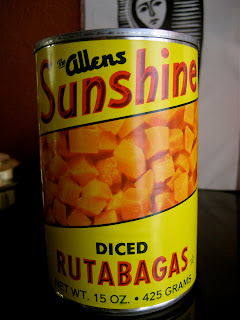 The Allens
Sunshine
DICED
RUTABAGAS
NET WT. 15 OZ. • 425 GRAMS